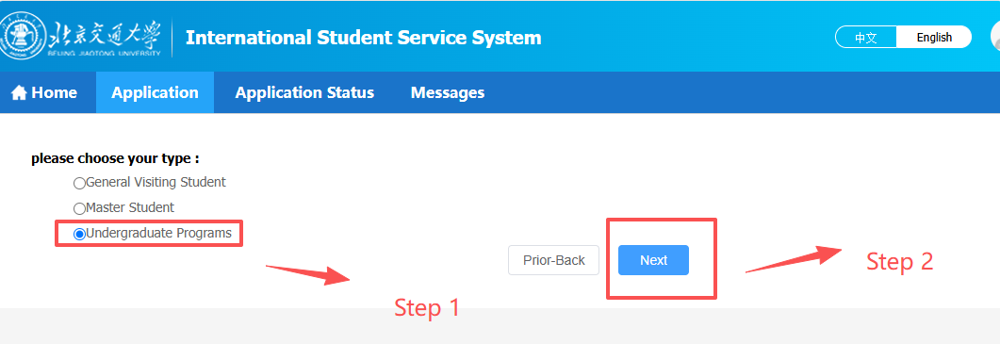 北京交通大学
BEIJING JIAOTONG UNIVERSITY
International Student Service System
中文
English
Home
Application
Application Status
Messages
please choose your type :
General Visiting Student
Master Student
Undergraduate Programs
Prior-Back
Next
Step 2
Step 1